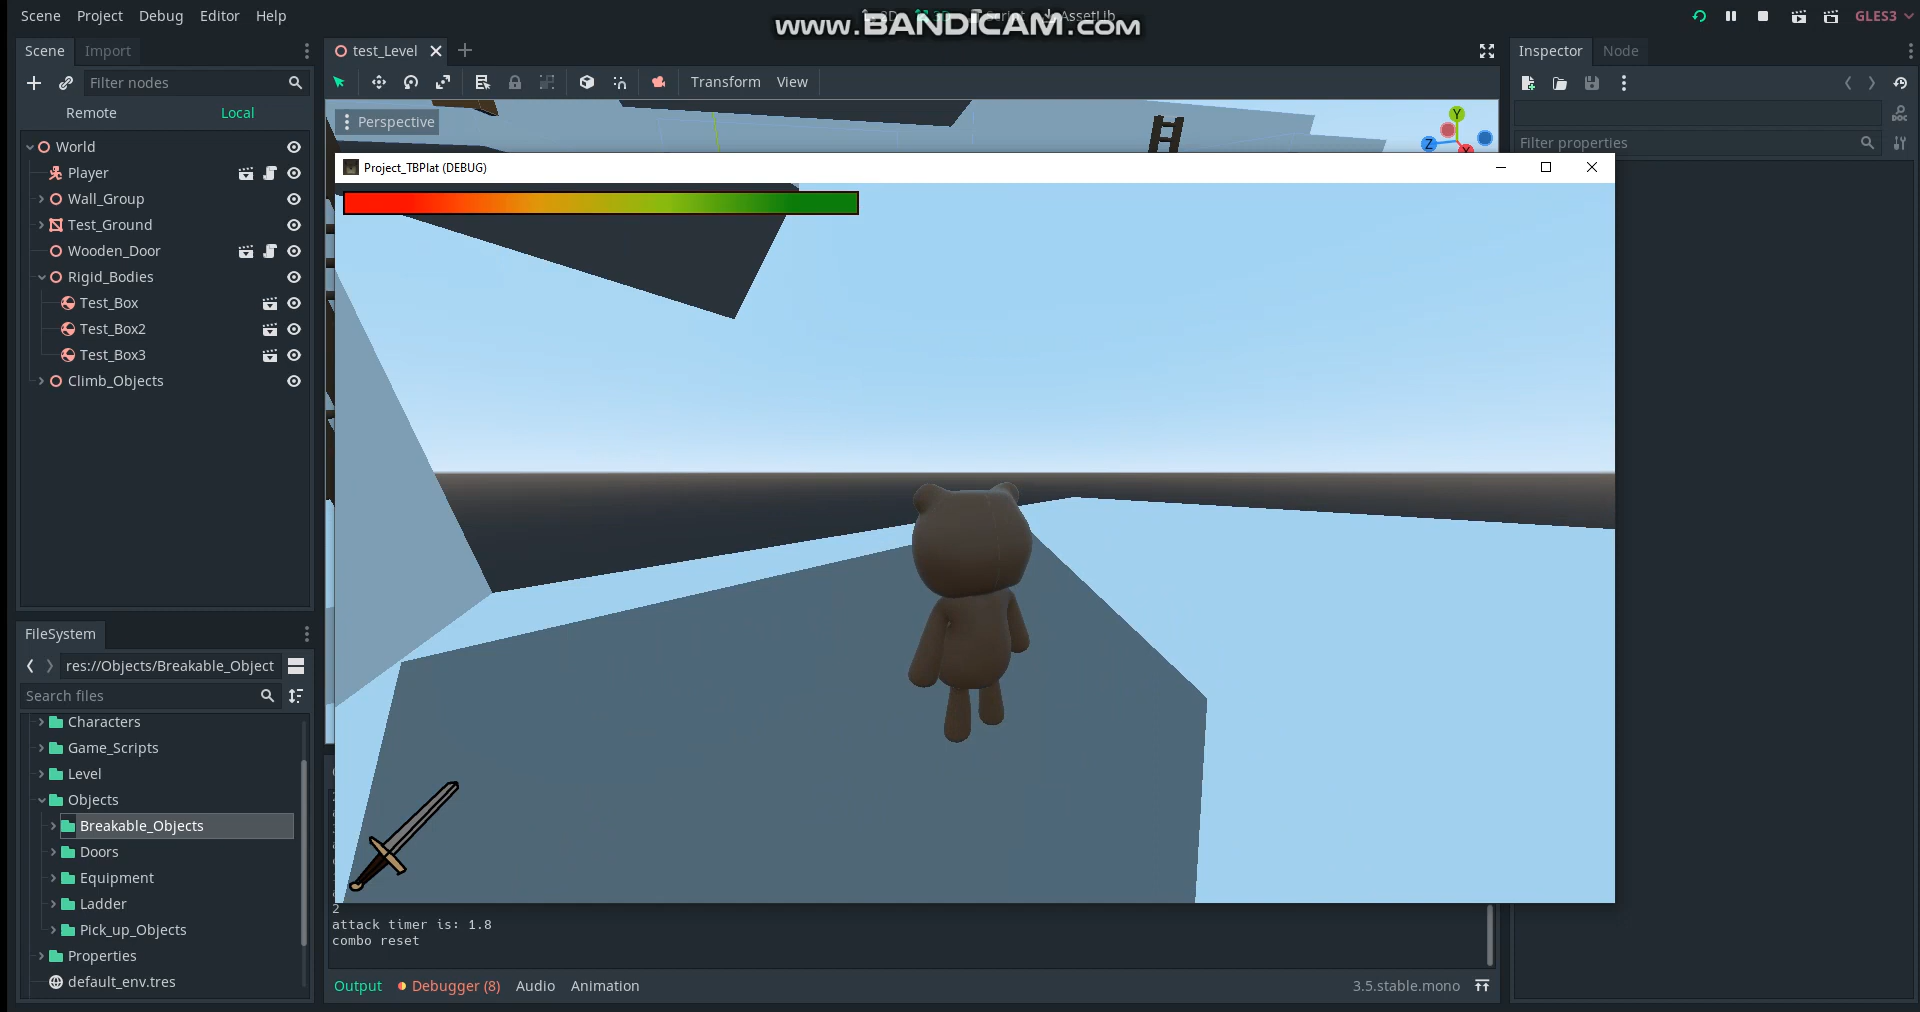 Scene Project Debug Editor Help
www.BANDICAM.com
AssetLib
GLES3
Scene Import
test_Level
Inspector Node
Filter nodes
Transform View
Remote Local
Perspective
Y
Z
X
DOC
Filter properties
World
Player
Wall_Group
Test_Ground
Wooden_Door
Rigid_Bodies
Test_Box
Test_Box2
Test_Box3
Climb_Objects
Project_TBPlat (DEBUG)
FileSystem
res://Objects/Breakable_Object
Search files
Characters
Game_Scripts
Level
Objects
Breakable_Objects
Doors
Equipment
Ladder
Pick_up_Objects
Properties
default_env.tres
2
attack timer is: 1.8
combo reset
Output Debugger (8) Audio Animation
3.5.stable.mono